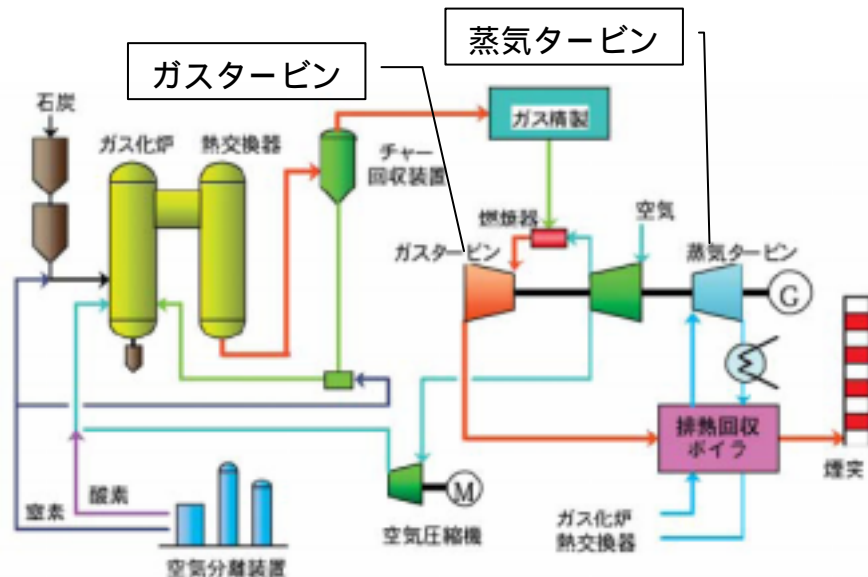 蒸気タービン
ガスタービン
石炭
ガス化炉
熱交換器
チャー
回収装置
ガス精製
燃焼器
空気
ガスタービン
蒸気タービン
G
排熱回収
ボイラ
煙突
M
空気圧縮機
ガス化炉
熱交換器
酸素
窒素
空気分離装置